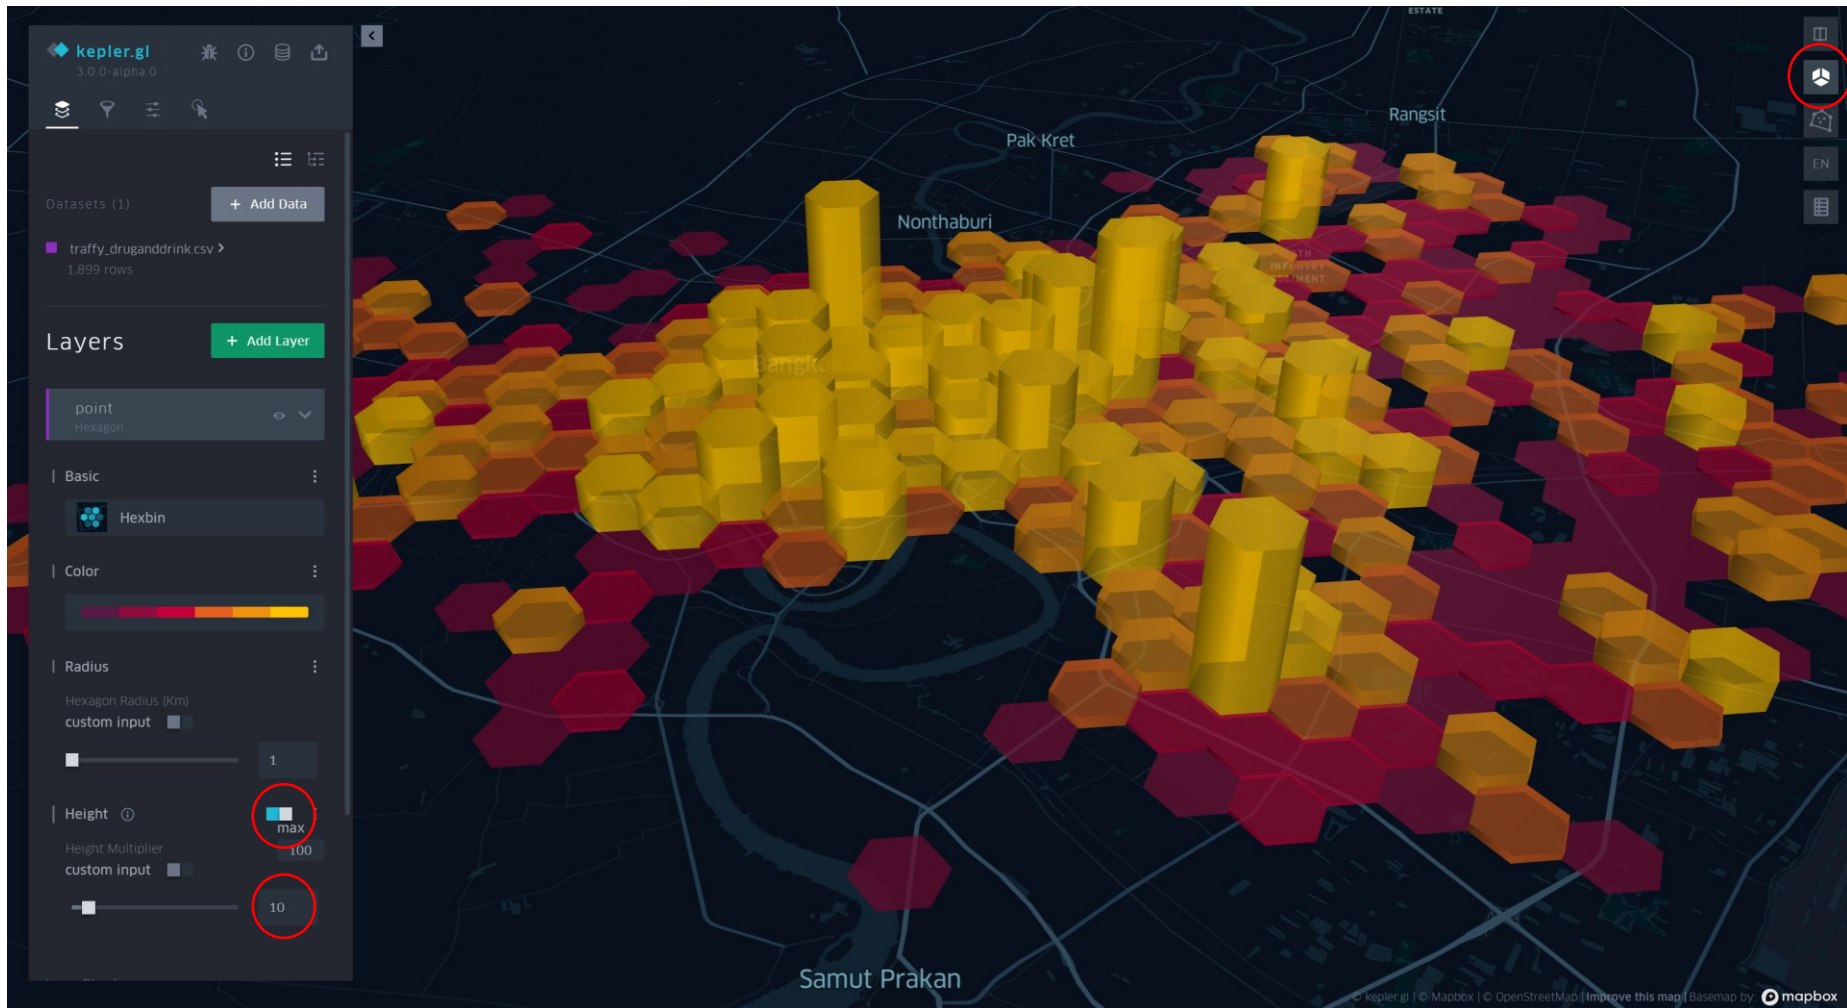 kepler.gl
3.0.0-alpha.0
Datasets (1)
+ Add Data
traffy_druganddrink.csv
1,899 rows
Layers
+ Add Layer
point
Hexagon
Basic
Hexbin
Color
Radius
Hexagon Radius (Km)
custom input
1
Height
max
Height Multiplier
100
custom input
10
ESTATE
Rangsit
Pak Kret
Nonthaburi
INFANTRY
Bangkok
Samut Prakan
EN
© kepler.gl | © Mapbox | © OpenStreetMap | Improve this map | Basemap by: mapbox